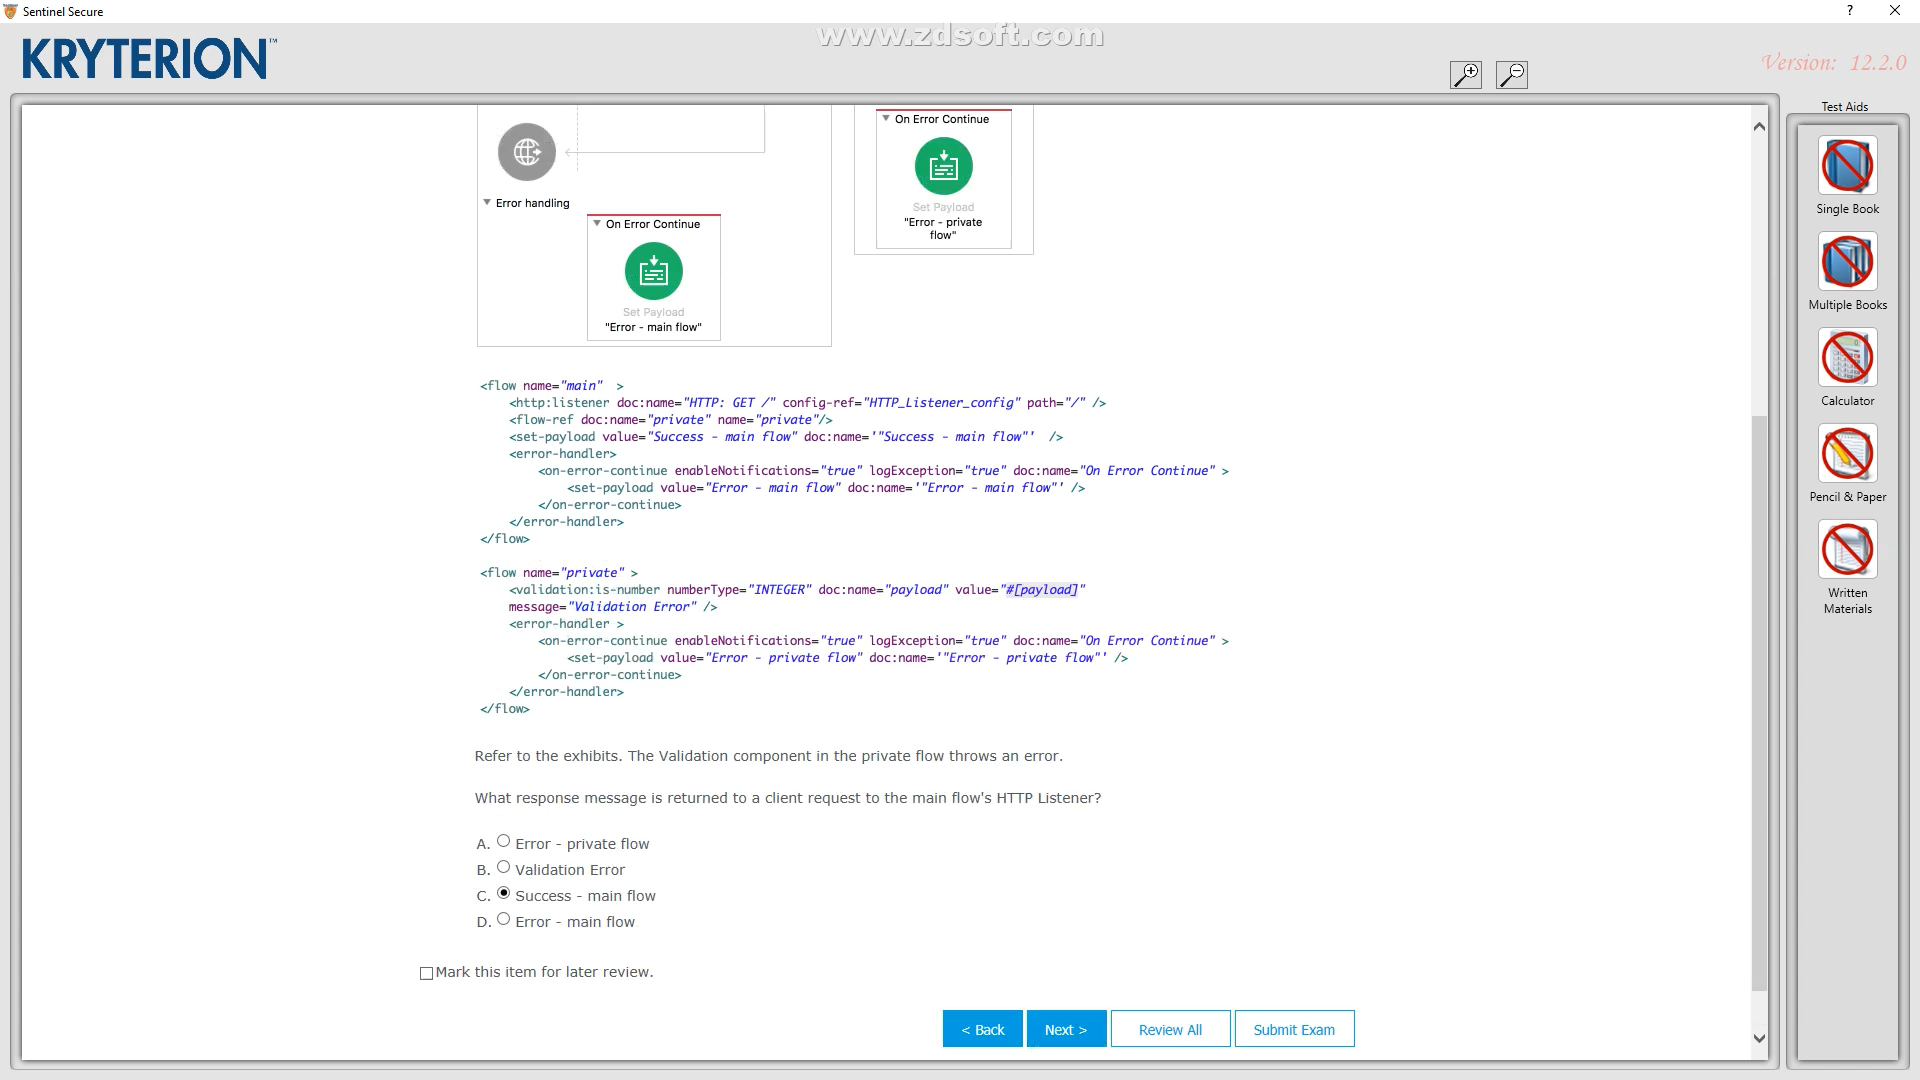 Sentinel Secure
?
www.zdsoft.com
KRYTERION™
Version: 12.2.0
Test Aids
On Error Continue
Set Payload
"Error - private
flow"
Error handling
On Error Continue
Set Payload
"Error - main flow"
<flow name="main" >
<http:listener doc:name="HTTP: GET /" config-ref="HTTP_Listener_config" path="/" />
<flow-ref doc:name="private" name="private"/>
<set-payload value="Success - main flow" doc:name='"Success - main flow"' />
<error-handler>
<on-error-continue enableNotifications="true" logException="true" doc:name="On Error Continue" >
<set-payload value="Error - main flow" doc:name='"Error - main flow"' />
</on-error-continue>
</error-handler>
</flow>
<flow name="private" >
<validation:is-number numberType="INTEGER" doc:name="payload" value="#[payload]"
message="Validation Error" />
<error-handler >
<on-error-continue enableNotifications="true" logException="true" doc:name="On Error Continue" >
<set-payload value="Error - private flow" doc:name='"Error - private flow"' />
</on-error-continue>
</error-handler>
</flow>
Refer to the exhibits. The Validation component in the private flow throws an error.
What response message is returned to a client request to the main flow's HTTP Listener?
A. Error - private flow
B. Validation Error
C. Success - main flow
D. Error - main flow
Mark this item for later review.
< Back
Next >
Review All
Submit Exam
Single Book
Multiple Books
Calculator
Pencil & Paper
Written
Materials